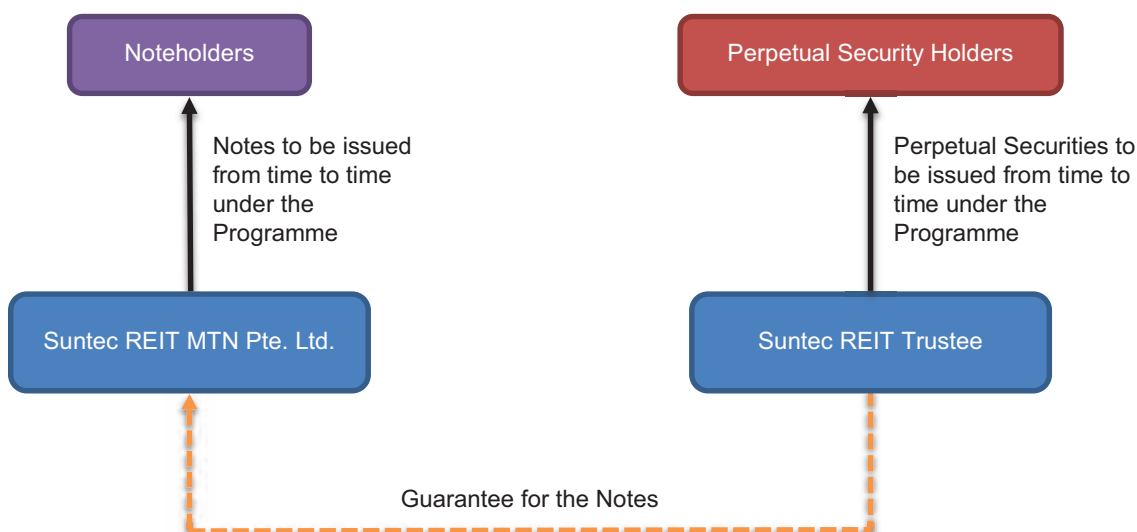 Noteholders
Perpetual Security Holders
Notes to be issued
from time to time
under the
Programme
Perpetual Securities to
be issued from time to
time under the
Programme
Suntec REIT MTN Pte. Ltd.
Suntec REIT Trustee
Guarantee for the Notes